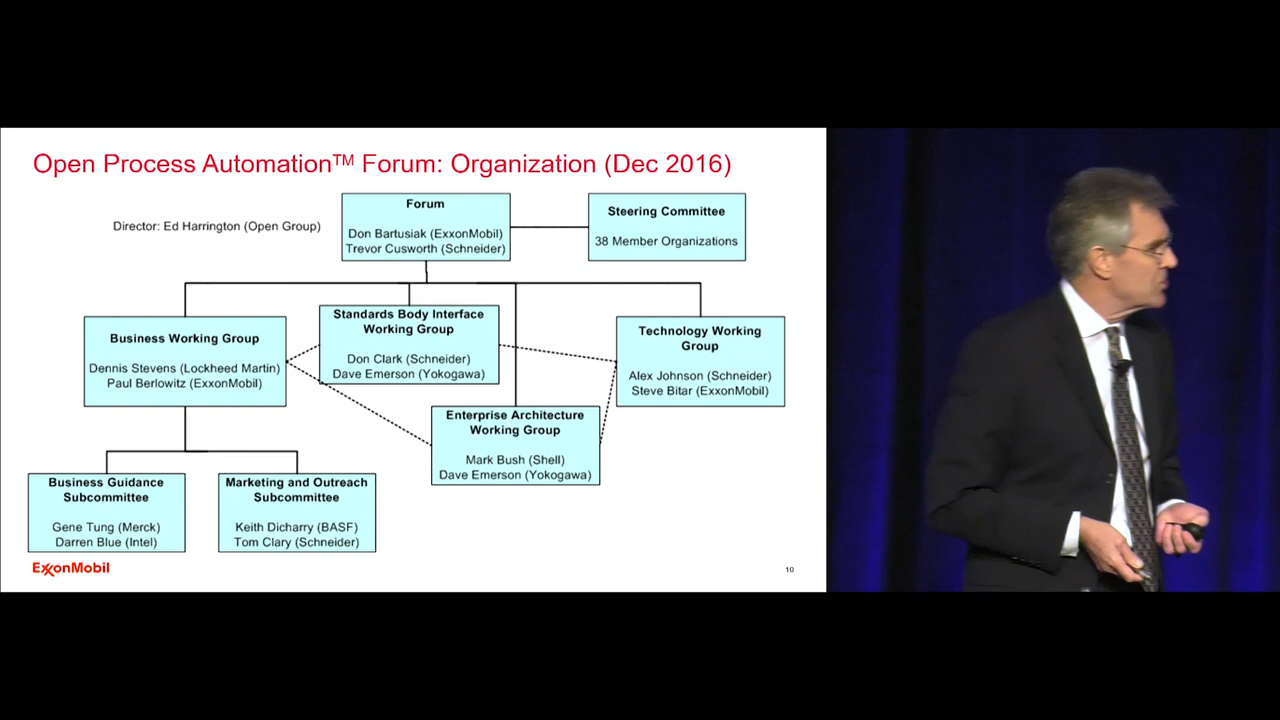 Open Process Automation™ Forum: Organization (Dec 2016)
Director: Ed Harrington (Open Group)
Forum
Don Bartusiak (ExxonMobil)
Trevor Cusworth (Schneider)
Steering Committee
38 Member Organizations
Business Working Group
Dennis Stevens (Lockheed Martin)
Paul Berlowitz (ExxonMobil)
Standards Body Interface
Working Group
Don Clark (Schneider)
Dave Emerson (Yokogawa)
Technology Working
Group
Alex Johnson (Schneider)
Steve Bitar (ExxonMobil)
Enterprise Architecture
Working Group
Mark Bush (Shell)
Dave Emerson (Yokogawa)
Business Guidance
Subcommittee
Gene Tung (Merck)
Darren Blue (Intel)
Marketing and Outreach
Subcommittee
Keith Dicharry (BASF)
Tom Clary (Schneider)
ExxonMobil
10